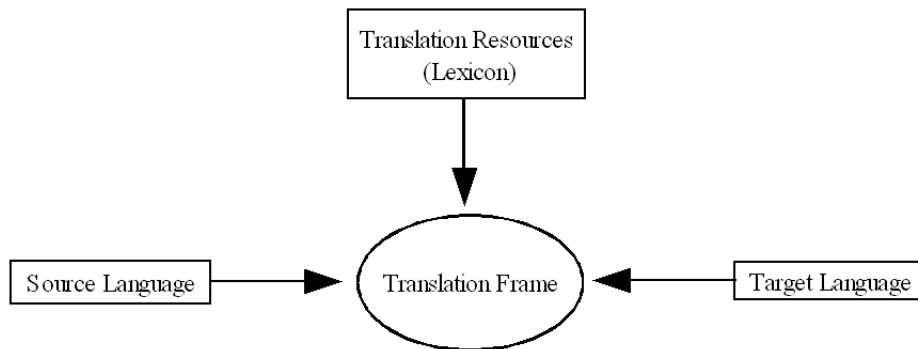 Translation Resources
(Lexicon)
Source Language
Translation Frame
Target Language